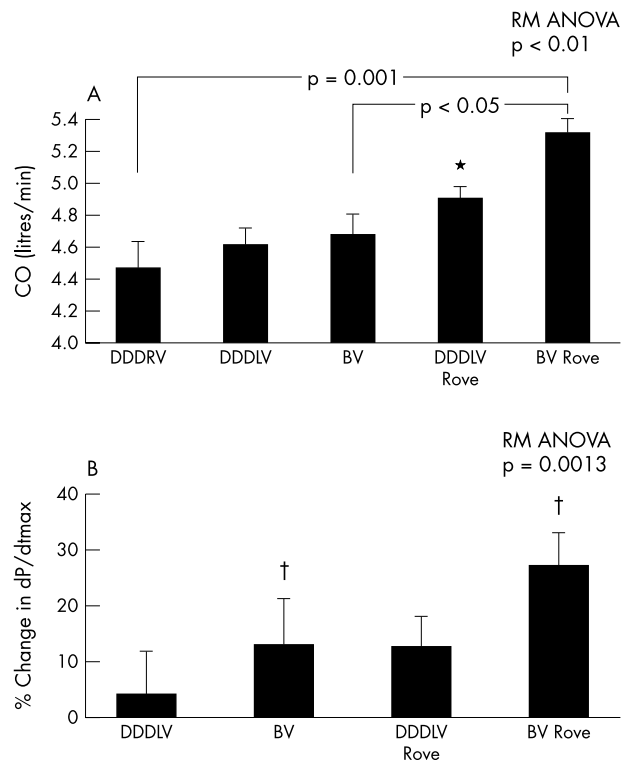 RM ANOVA
p < 0.01
A
p = 0.001
p < 0.05
CO (litres/min)
5.4
5.2
5.0
4.8
4.6
4.4
4.2
4.0
★
DDDRV
DDDLV
BV
DDDLV
Rove
BV Rove
RM ANOVA
p = 0.0013
B
% Change in dP/dtmax
40
30
20
10
0
†
†
DDDLV
BV
DDDLV
Rove
BV Rove